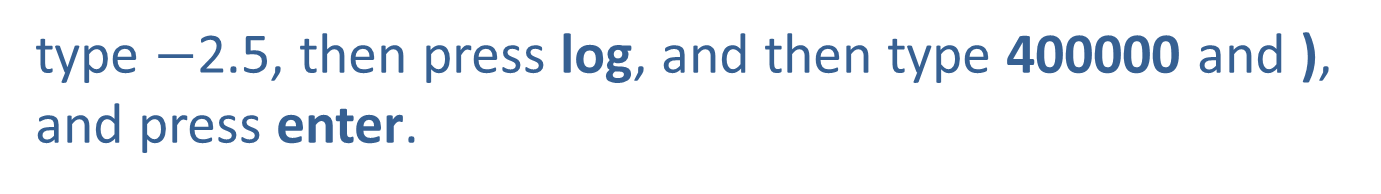 type −2.5, then press log, and then type 400000 and ),
and press enter.